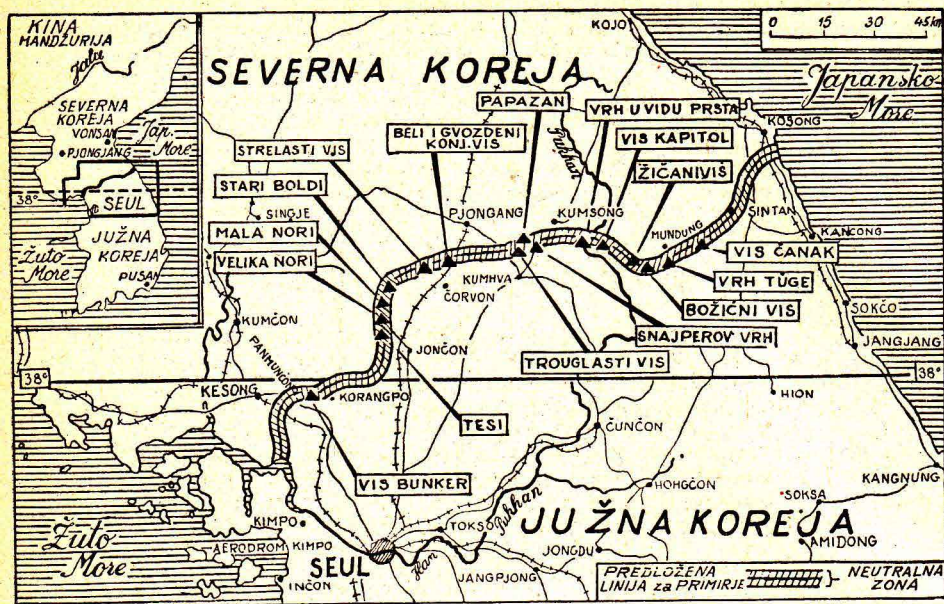 KINA
MANDŽURIJA
Jalu
SEVERNA
KOREJA
VONSAN
PJONGJANG
Jap.
More
38°
SEUL
JUŽNA
KOREJA
Žuto
More
PUSAN
0 15 30 45 km
KOJO
SEVERNA KOREJA
Japansko
More
PAPAZAN
VRH U VIDU PRSTA
KOSONG
BELI I GVOZDENI
KONJ. VIS
Pukhan
VIS KAPITOL
STRELASTI VIS
ŽIČANI VIS
STARI BOLDI
SINGJE
PJONGANG
KUMSONG
MUNDUNG
SINTAN
MALA NORI
KANCONG
VELIKA NORI
KUMHVA
VIS ČANAK
ČORVON
VRH TUGE
BOŽIČNI VIS
SOKČO
KUMČON
SNAJPEROV VRH
JANGJANG
JONČON
TROUGLASTI VIS
PANMUNČON
38°
38°
KESONG
KORANGPO
HION
TESI
ČUNČON
VIS BUNKER
KANGNUNG
HOHGČON
SOKSA
Pukhan
KIMPO
TOKSO
JUŽNA KOREJA
AMIDONG
Žuto
More
AERODROM KIMPO
Han
JONGDU
SEUL
JANGPJONG
INČON
PREDLOŽENA
LINIJA za PRIMIRJE
NEUTRALNA
ZONA